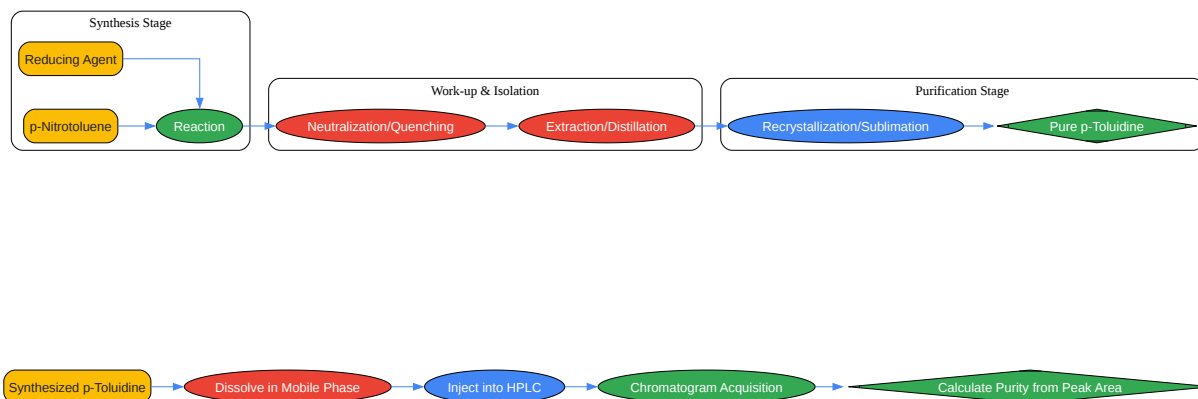 Synthesis Stage
Reducing Agent
p-Nitrotoluene
Reaction
Work-up & Isolation
Neutralization/Quenching
Extraction/Distillation
Purification Stage
Recrystallization/Sublimation
Pure p-Toluidine
Synthesized p-Toluidine
Dissolve in Mobile Phase
Inject into HPLC
Chromatogram Acquisition
Calculate Purity from Peak Area